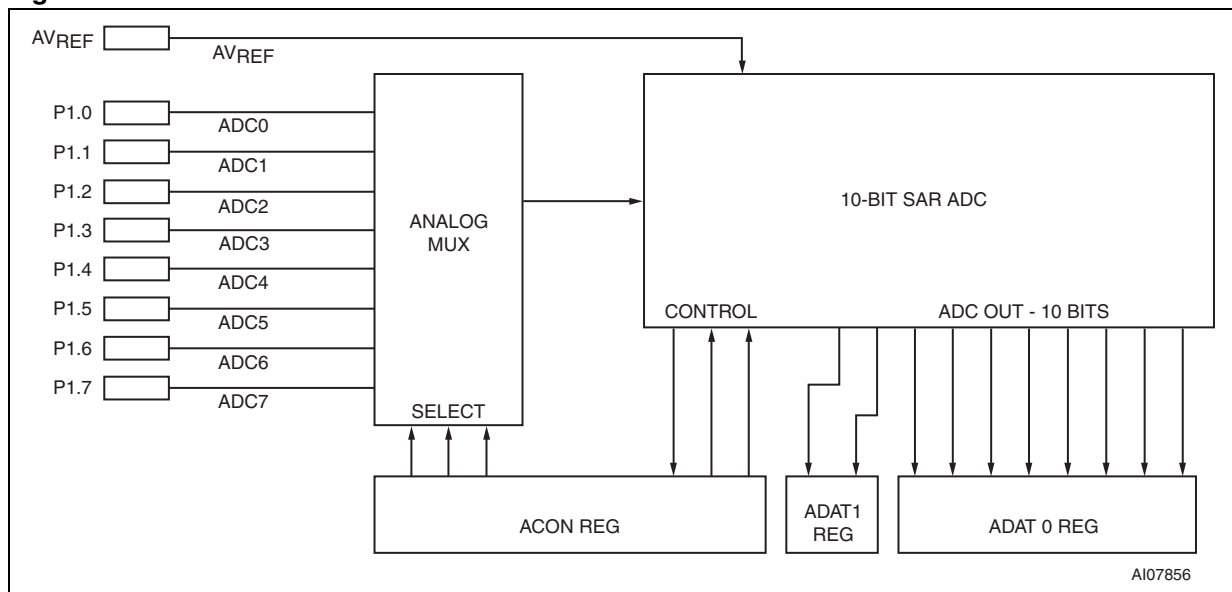 AVREF
AVREF
P1.0
ADC0
P1.1
ADC1
P1.2
ADC2
P1.3
ADC3
P1.4
ADC4
P1.5
ADC5
P1.6
ADC6
P1.7
ADC7
ANALOG
MUX
SELECT
10-BIT SAR ADC
CONTROL
ADC OUT - 10 BITS
ACON REG
ADAT1
REG
ADAT 0 REG
AI07856